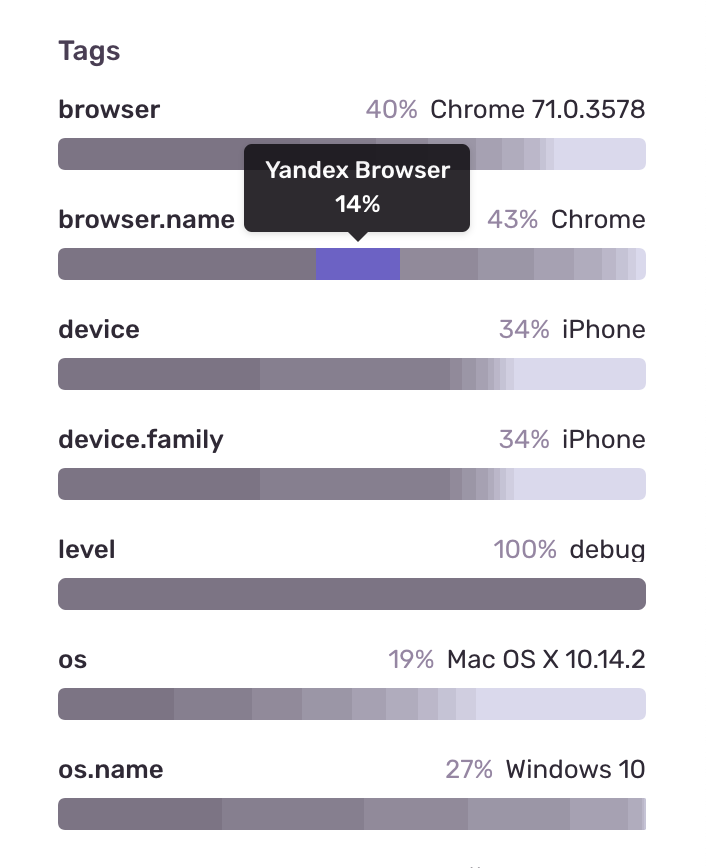 Tags
browser 40% Chrome 71.0.3578
Yandex Browser
14%
browser.name 43% Chrome
device 34% iPhone
device.family 34% iPhone
level 100% debug
os 19% Mac OS X 10.14.2
os.name 27% Windows 10